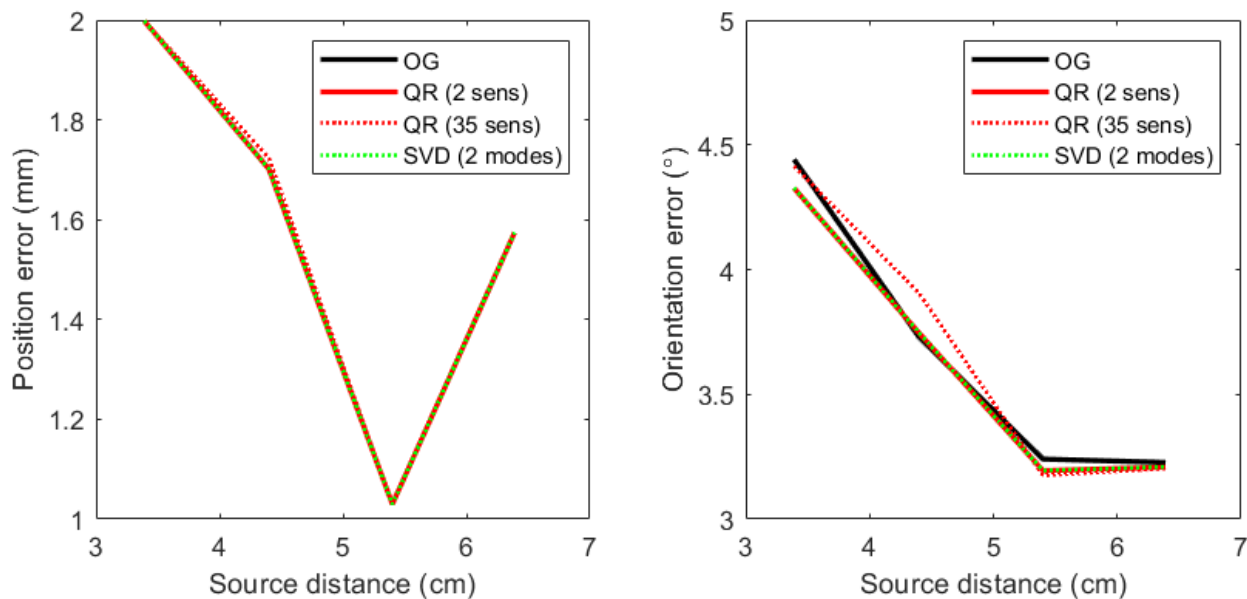 2
1.8
1.6
1.4
1.2
1
3
4
5
6
7
Position error (mm)
Source distance (cm)
OG
QR (2 sens)
QR (35 sens)
SVD (2 modes)
5
4.5
4
3.5
3
3
4
5
6
7
Orientation error (°)
Source distance (cm)
OG
QR (2 sens)
QR (35 sens)
SVD (2 modes)